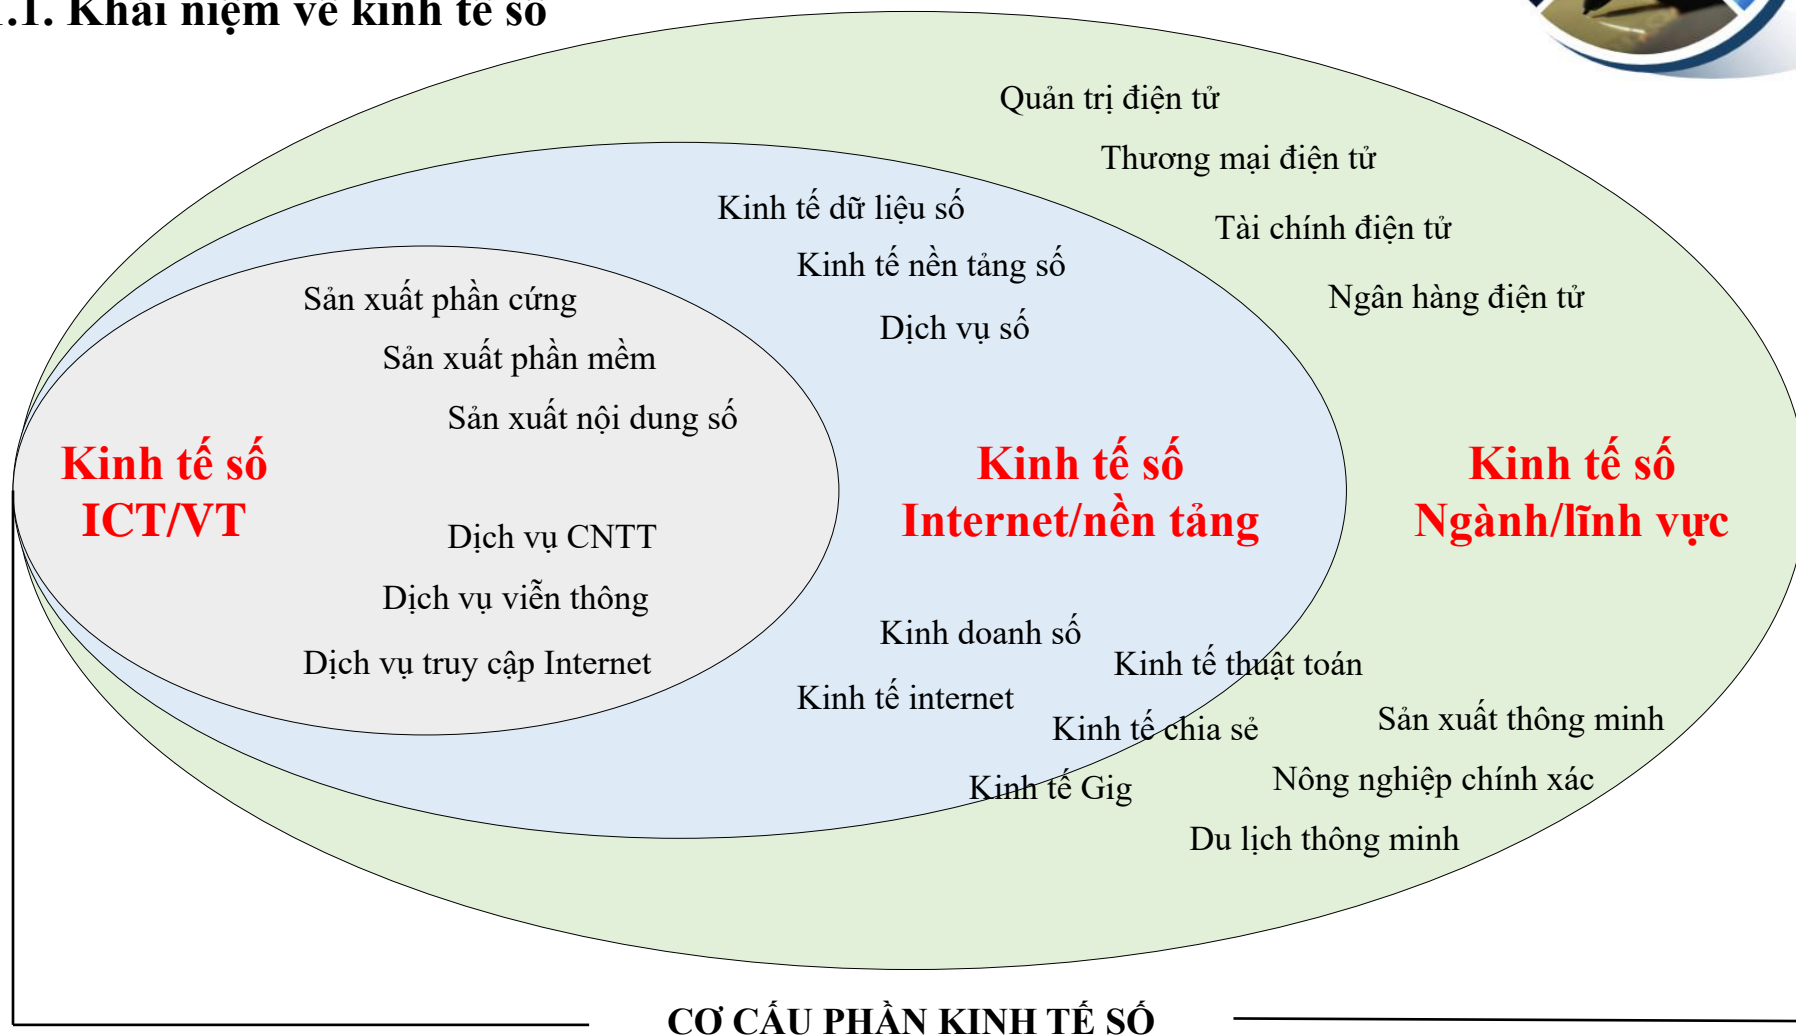 .1. Khái niệm về kinh tế số
Quản trị điện tử
Thương mại điện tử
Tài chính điện tử
Ngân hàng điện tử
Kinh tế dữ liệu số
Kinh tế nền tảng số
Dịch vụ số
Sản xuất phần cứng
Sản xuất phần mềm
Sản xuất nội dung số
Kinh tế số
ICT/VT
Kinh tế số
Internet/nền tảng
Kinh tế số
Ngành/lĩnh vực
Dịch vụ CNTT
Dịch vụ viễn thông
Dịch vụ truy cập Internet
Kinh doanh số
Kinh tế internet
Kinh tế thuật toán
Kinh tế chia sẻ
Kinh tế Gig
Sản xuất thông minh
Nông nghiệp chính xác
Du lịch thông minh
CƠ CẤU PHẦN KINH TẾ SỐ